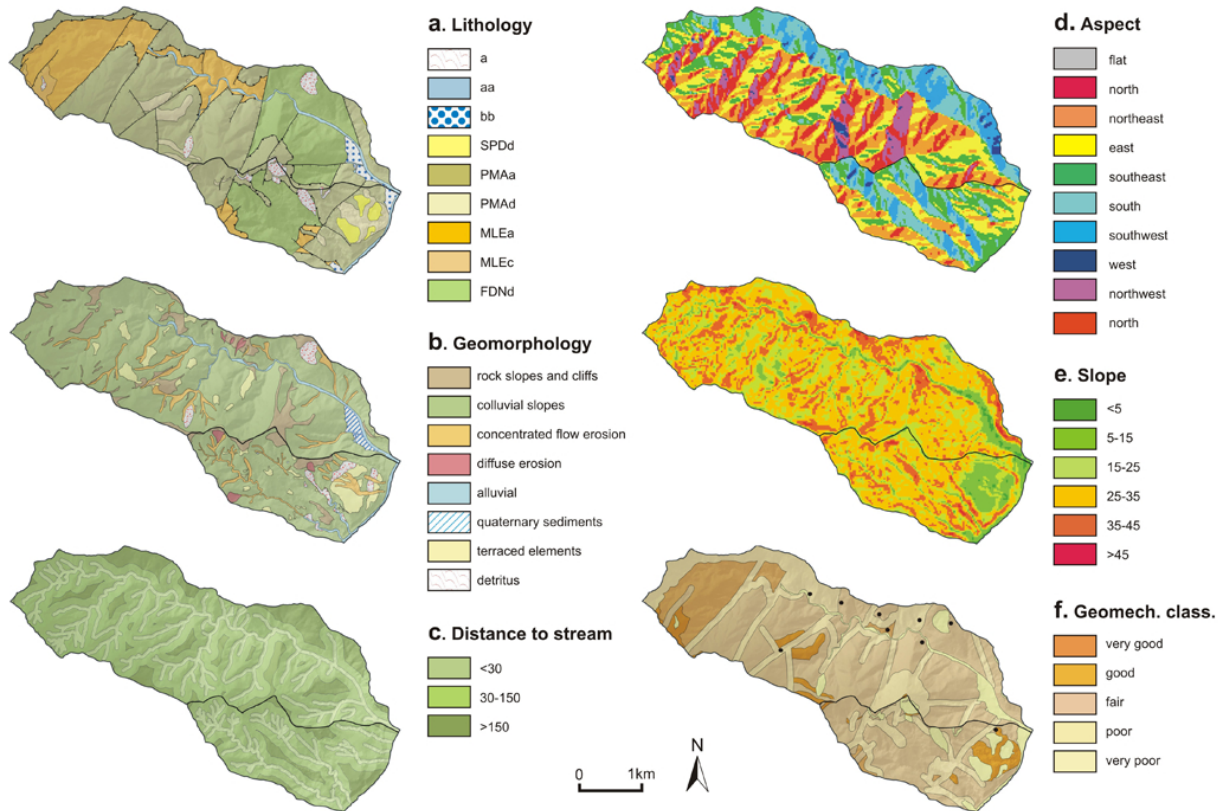 a. Lithology
a
aa
bb
SPDd
PMAa
PMAd
MLEa
MLEc
FDNd
b. Geomorphology
rock slopes and cliffs
colluvial slopes
concentrated flow erosion
diffuse erosion
alluvial
quaternary sediments
terraced elements
detritus
c. Distance to stream
<30
30-150
>150
0 1km
N
d. Aspect
flat
north
northeast
east
southeast
south
southwest
west
northwest
north
e. Slope
<5
5-15
15-25
25-35
35-45
>45
f. Geomech. class.
very good
good
fair
poor
very poor